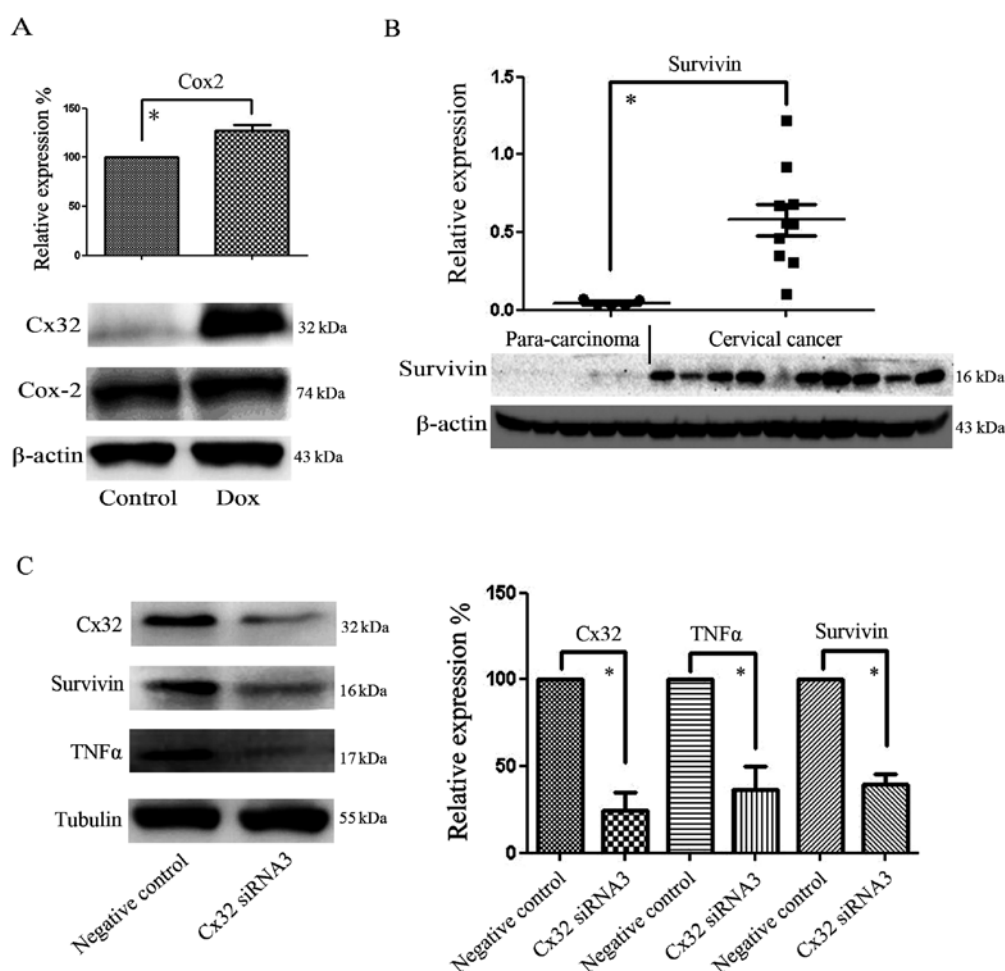 A
Cox2
*
Relative expression %
150
100
50
0
Cx32
32 kDa
Cox-2
74 kDa
β-actin
43 kDa
Control Dox
B
Survivin
*
Relative expression
1.5
1.0
0.5
0.0
Para-carcinoma Cervical cancer
Survivin
16 kDa
β-actin
43 kDa
C
Cx32
32 kDa
Survivin
16 kDa
TNFα
17 kDa
Tubulin
55 kDa
Negative control
Cx32 siRNA3
Relative expression %
150
100
50
0
Cx32
*
TNFα
*
Survivin
*
Negative control
Cx32 siRNA3
Negative control
Cx32 siRNA3
Negative control
Cx32 siRNA3